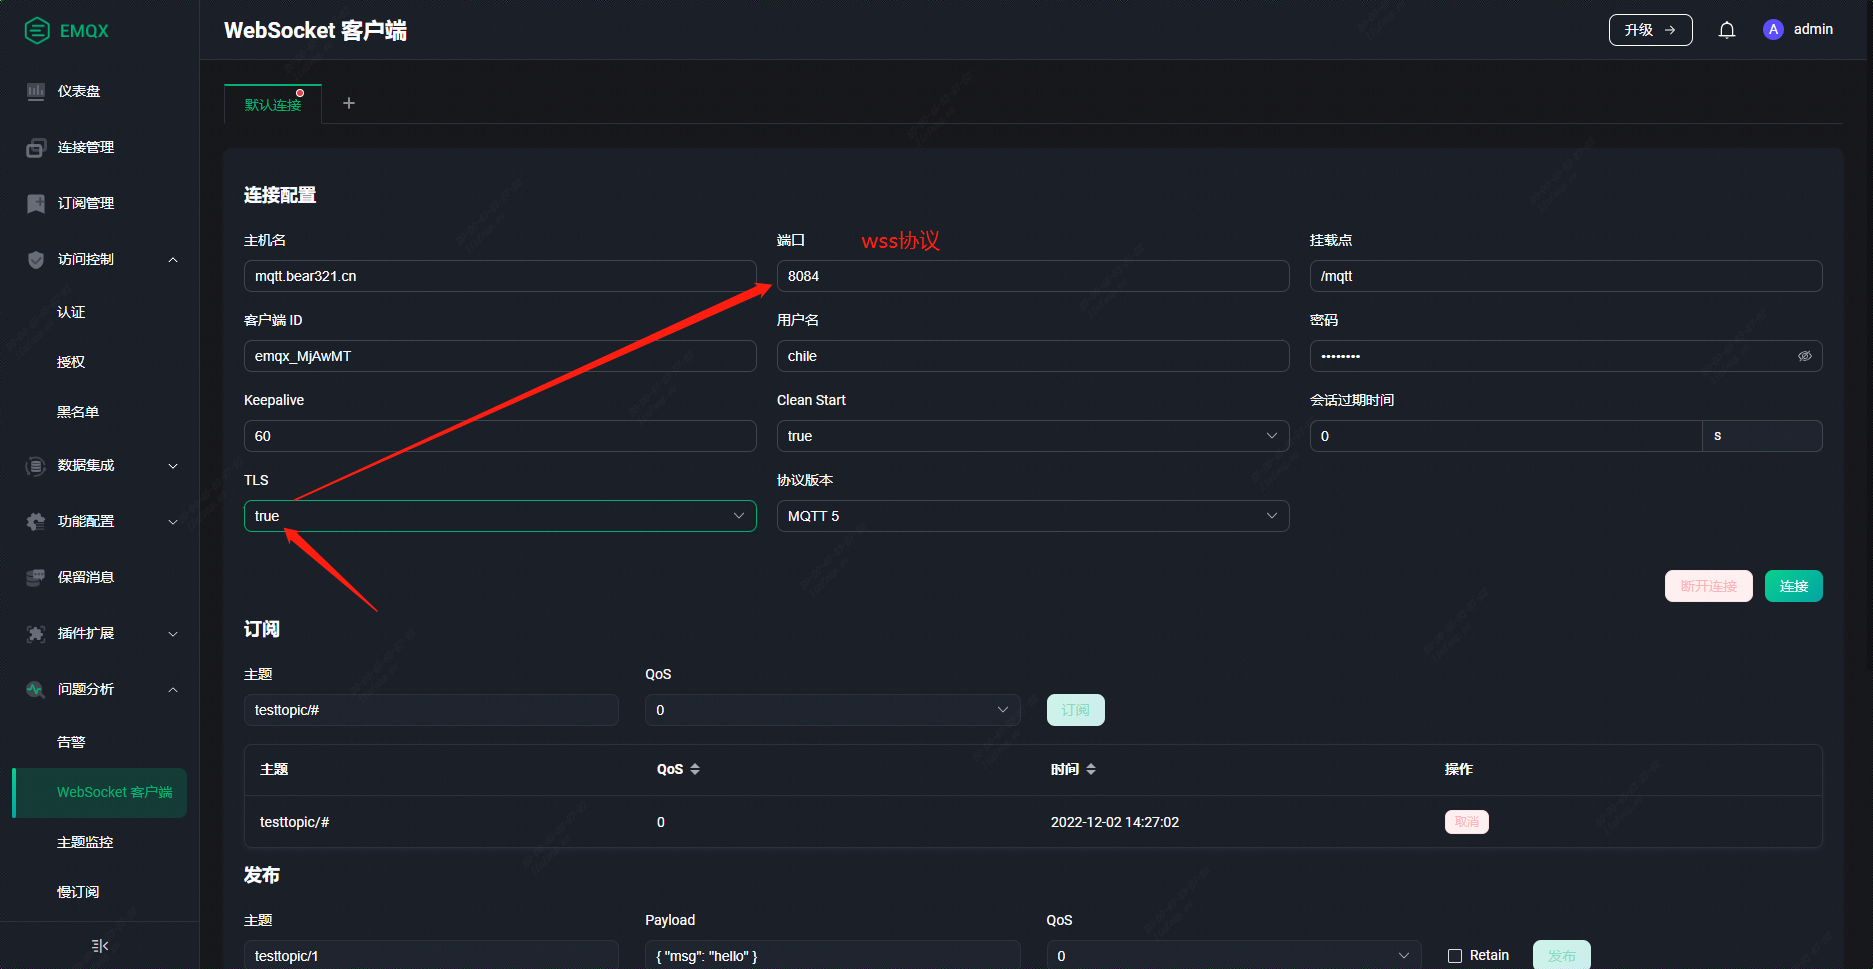 EMQX
WebSocket 客户端
升级 →
A admin
仪表盘
连接管理
订阅管理
访问控制
认证
授权
黑名单
数据集成
功能配置
保留消息
插件扩展
问题分析
告警
WebSocket 客户端
主题监控
慢订阅
默认连接 +
连接配置
主机名 端口 wss协议 挂载点
mqtt.bear321.cn 8084 /mqtt
客户端 ID 用户名 密码
emqx_MjAwMT chile ••••••••
Keepalive Clean Start 会话过期时间
60 true 0 s
TLS 协议版本
true MQTT 5
断开连接 连接
订阅
主题 QoS
testtopic/# 0 订阅
主题 QoS 时间 操作
testtopic/# 0 2022-12-02 14:27:02 取消
发布
主题 Payload QoS
testtopic/1 { "msg": "hello" } 0 Retain 发布